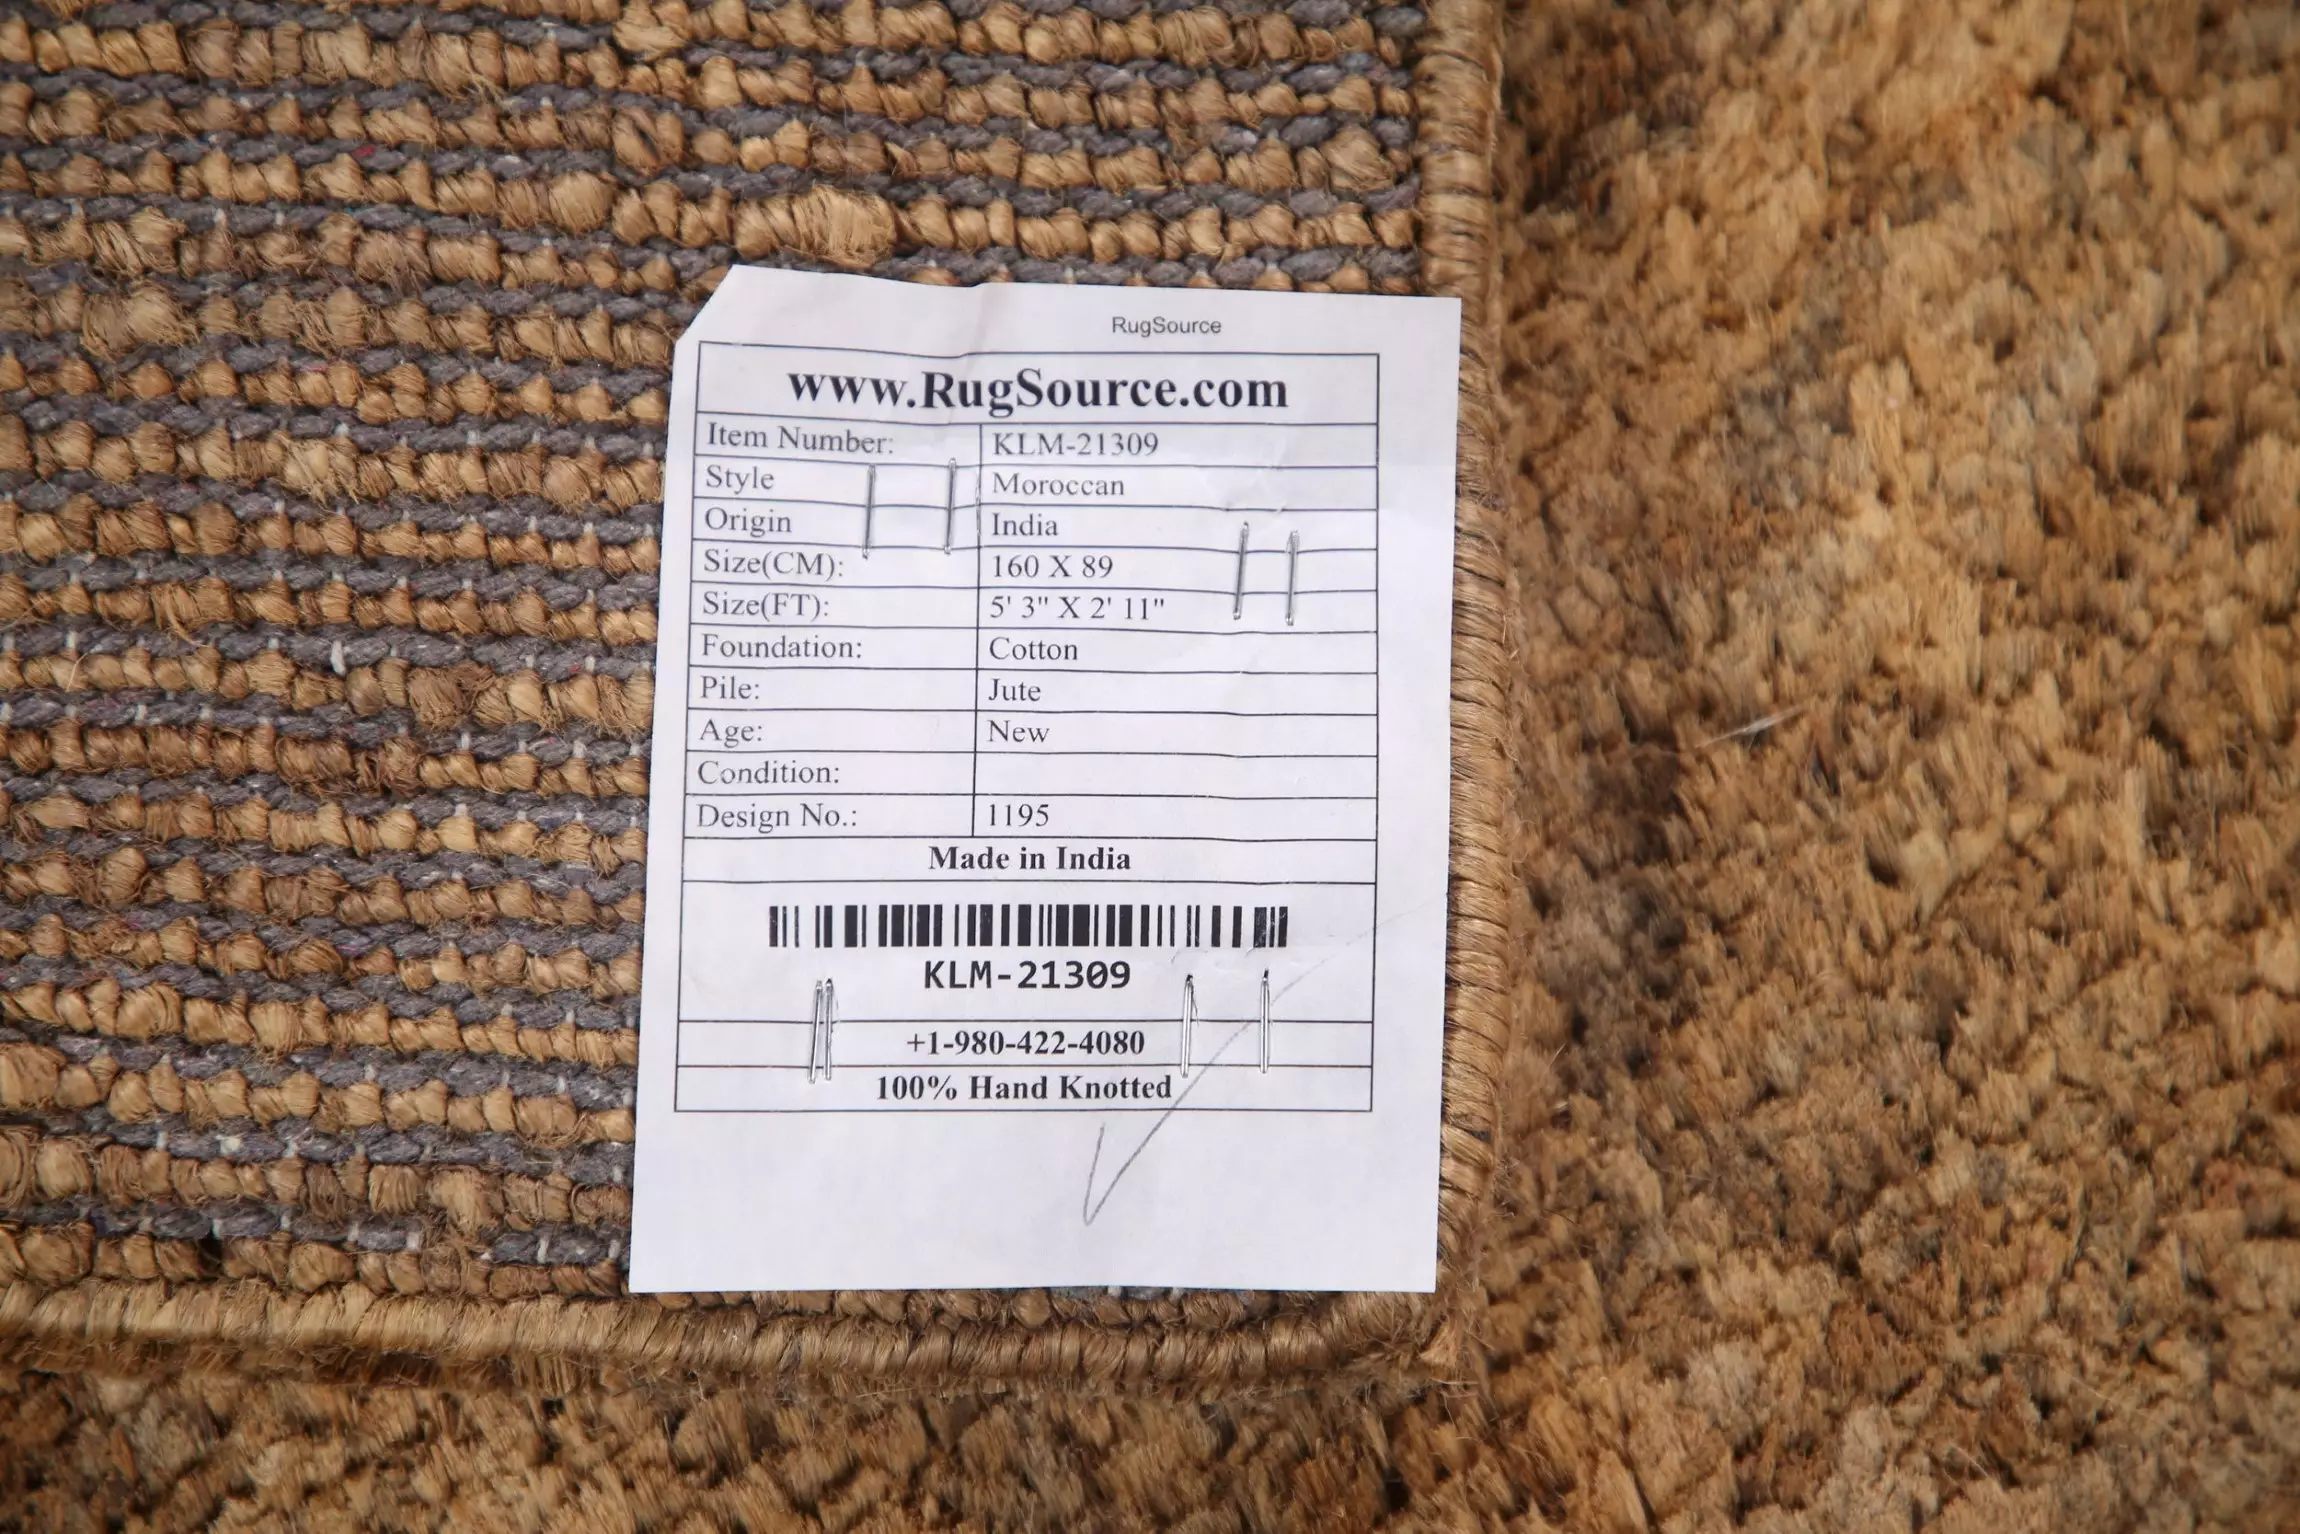 RugSource
www.RugSource.com
Item Number: KLM-21309
Style Moroccan
Origin India
Size(CM): 160 X 89
Size(FT): 5' 3" X 2' 11"
Foundation: Cotton
Pile: Jute
Age: New
Condition:
Design No.: 1195
Made in India
KLM-21309
+1-980-422-4080
100% Hand Knotted